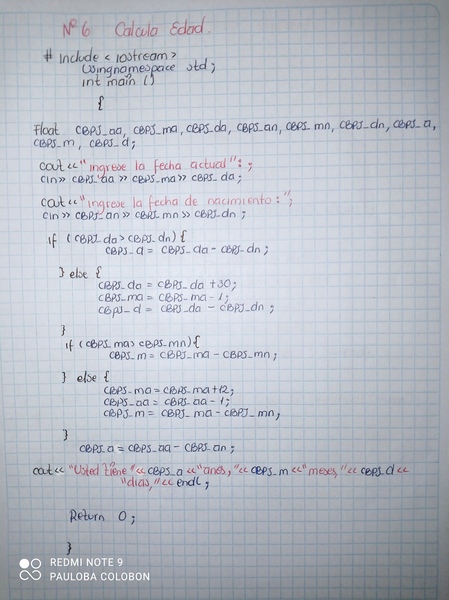 Nº 6 Calcula Edad
# include < iostream >
Usingnamespace std;
int main ()
{
Float CBPS_aa, CBPS_ma, CBPS_da, CBPS_an, CBPS_mn, CBPS_dn, CBPS_a,
CBPS_m, CBPS_d;
cout<<"ingrese la fecha actual": ;
cin>> CBPS_aa >> CBPS_ma>> CBPS_da;
cout<<"ingrese la fecha de nacimiento:";
cin>> CBPS_an >> CBPS_mn >> CBPS_dn ;
if (CBPS_da> CBPS_dn) {
CBPS_d = CBPS_da - CBPS_dn ;
} else {
CBPS_da = CBPS_da +30;
CBPS_ma = CBPS_ma - 1;
CBPS_d = CBPS_da - CBPS_dn ;
}
if (CBPS_ma> CBPS_mn){
CBPS_m = CBPS_ma - CBPS_mn;
} else {
CBPS_ma = CBPS_ma+12;
CBPS_aa = CBPS_aa - 1;
CBPS_m = CBPS_ma - CBPS_mn,
}
CBPS_a = CBPS_aa - CBPS_an ;
cout<< "Usted tiene "<< CBPS_a <<"anos, "<< CBPS_m <<"meses, "<< CBPS_d <<
"dias, "<< endl ;
Return 0 ;
}
REDMI NOTE 9
PAULOBA COLOBON